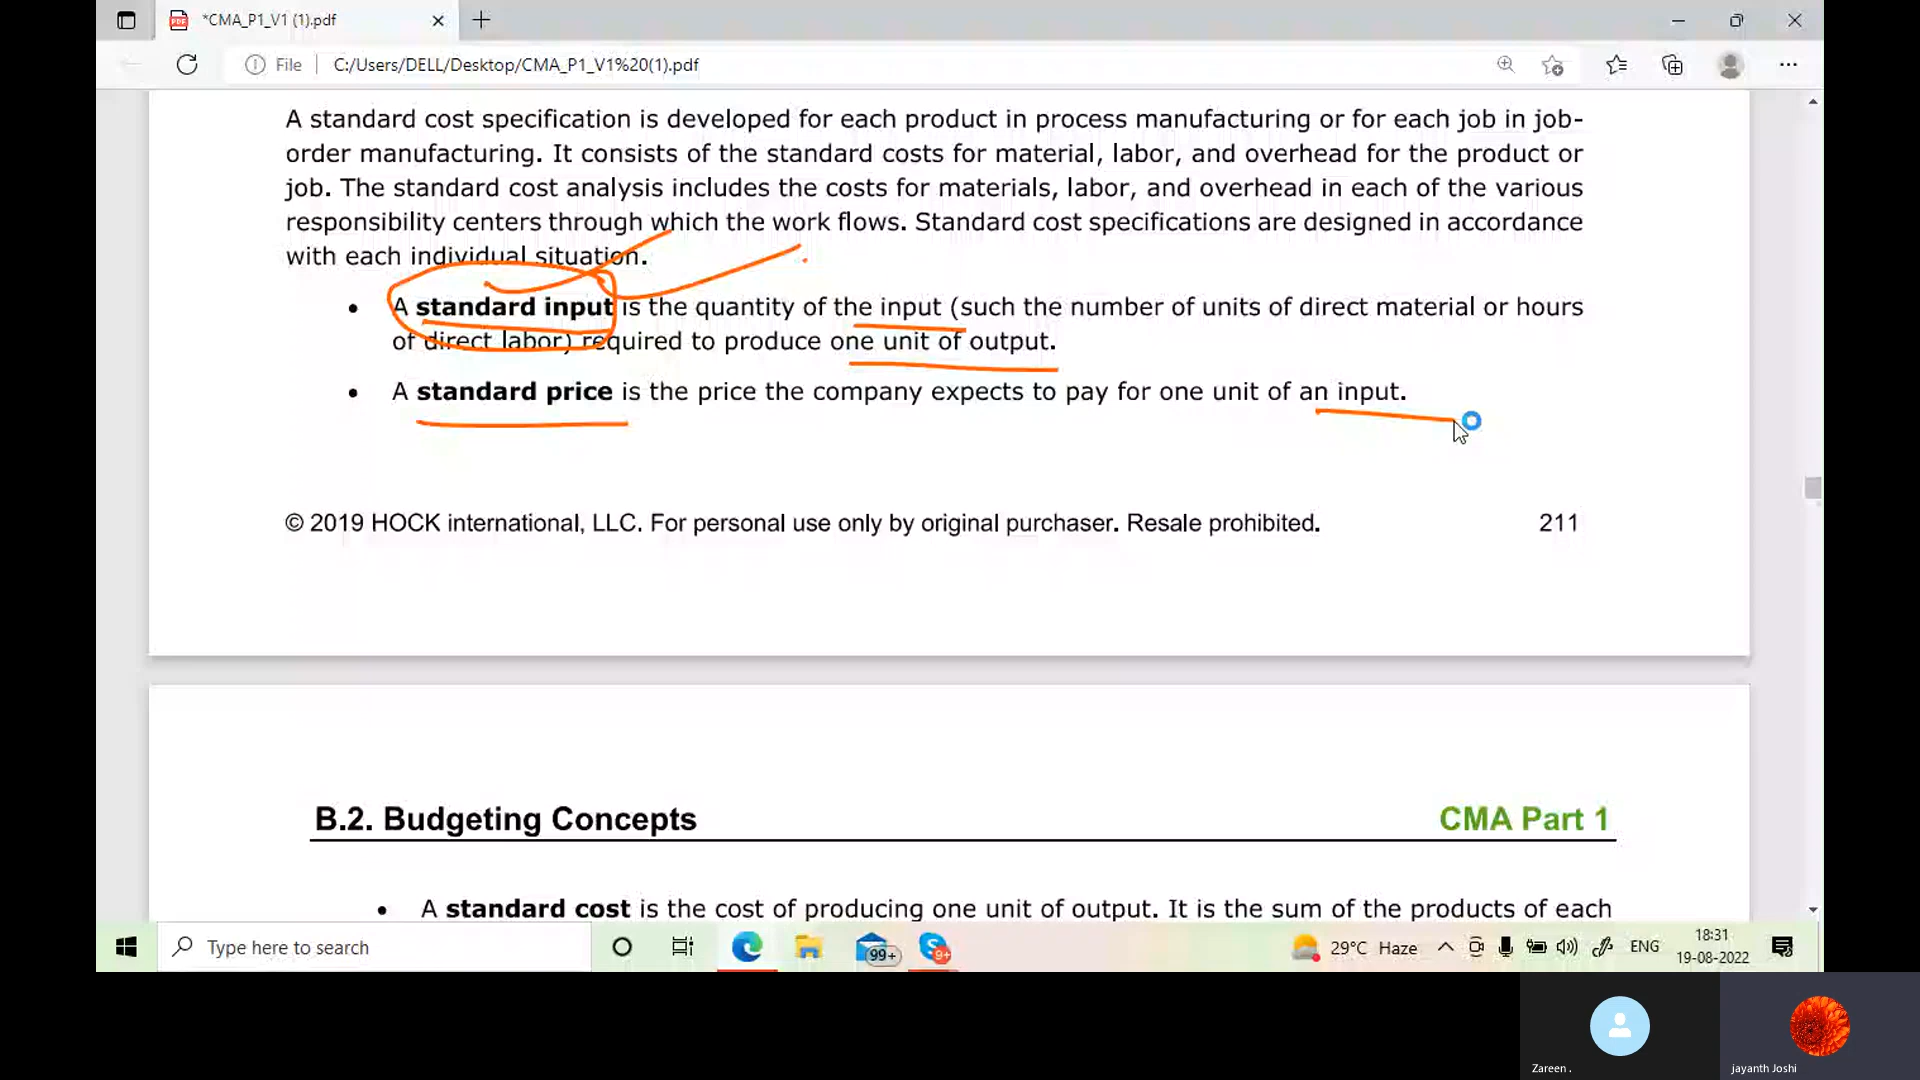 *CMA_P1_V1 (1).pdf
File
C:/Users/DELL/Desktop/CMA_P1_V1%20(1).pdf
A standard cost specification is developed for each product in process manufacturing or for each job in job-
order manufacturing. It consists of the standard costs for material, labor, and overhead for the product or
job. The standard cost analysis includes the costs for materials, labor, and overhead in each of the various
responsibility centers through which the work flows. Standard cost specifications are designed in accordance
with each individual situation.
• A standard input is the quantity of the input (such the number of units of direct material or hours
of direct labor) required to produce one unit of output.
• A standard price is the price the company expects to pay for one unit of an input.
© 2019 HOCK international, LLC. For personal use only by original purchaser. Resale prohibited. 211
B.2. Budgeting Concepts CMA Part 1
• A standard cost is the cost of producing one unit of output. It is the sum of the products of each
Type here to search
99+
9+
29°C Haze
ENG
18:31
19-08-2022
Zareen .
jayanth Joshi